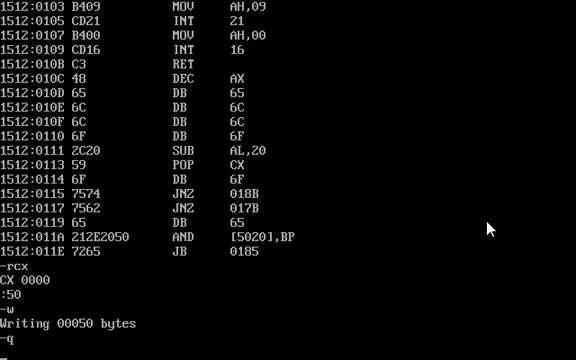 1512:0103 B409 MOV AH,09
1512:0105 CD21 INT 21
1512:0107 B400 MOV AH,00
1512:0109 CD16 INT 16
1512:010B C3 RET
1512:010C 48 DEC AX
1512:010D 65 DB 65
1512:010E 6C DB 6C
1512:010F 6C DB 6C
1512:0110 6F DB 6F
1512:0111 2C20 SUB AL,20
1512:0113 59 POP CX
1512:0114 6F DB 6F
1512:0115 7574 JNZ 018B
1512:0117 7562 JNZ 017B
1512:0119 65 DB 65
1512:011A 212E2050 AND [5020],BP
1512:011E 7265 JB 0185
-rcx
CX 0000
:50
-w
Writing 00050 bytes
-q